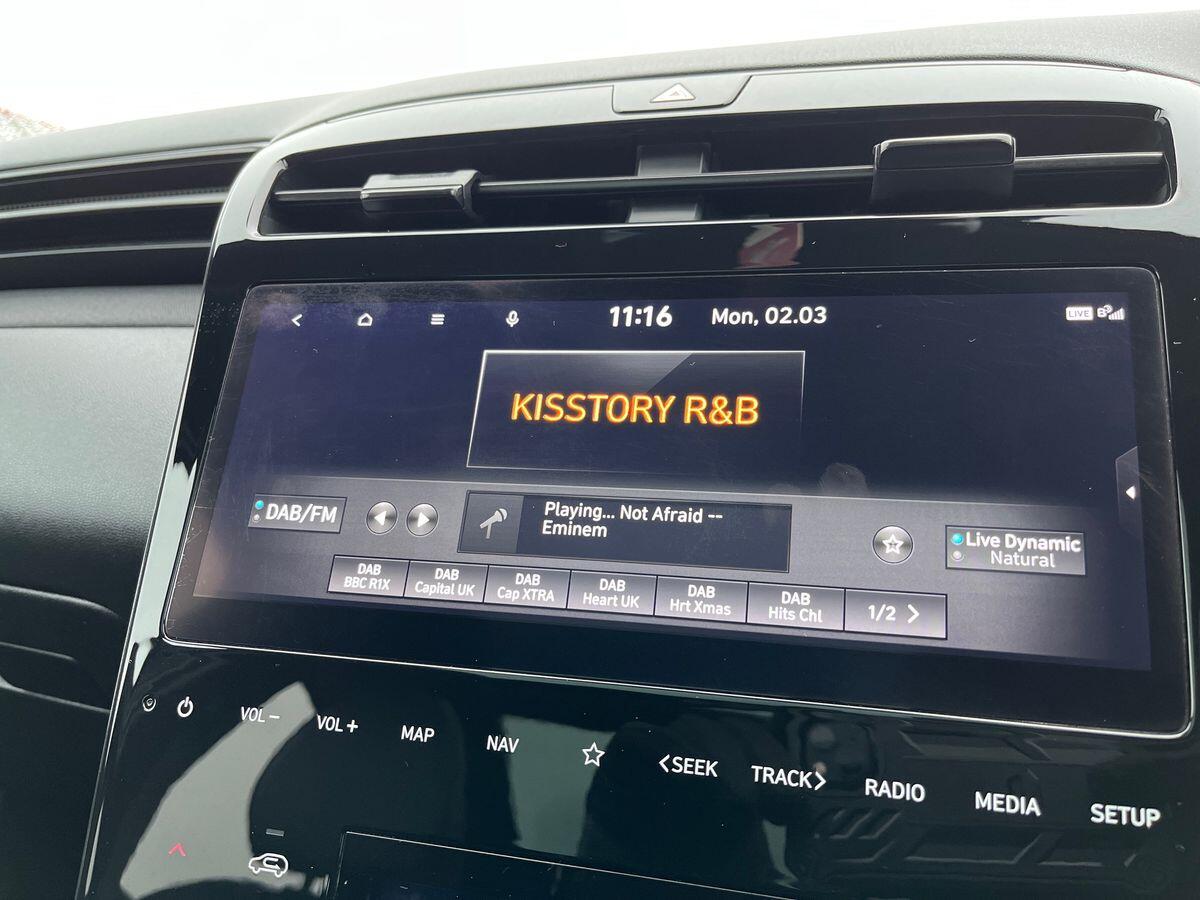 11:16 Mon, 02.03 LIVE
KISSTORY R&B
DAB/FM
Playing... Not Afraid --
Eminem
Live Dynamic
Natural
DAB
BBC R1X
DAB
Capital UK
DAB
Cap XTRA
DAB
Heart UK
DAB
Hrt Xmas
DAB
Hits Chl
1/2 >
VOL− VOL+ MAP NAV <SEEK TRACK> RADIO MEDIA SETUP